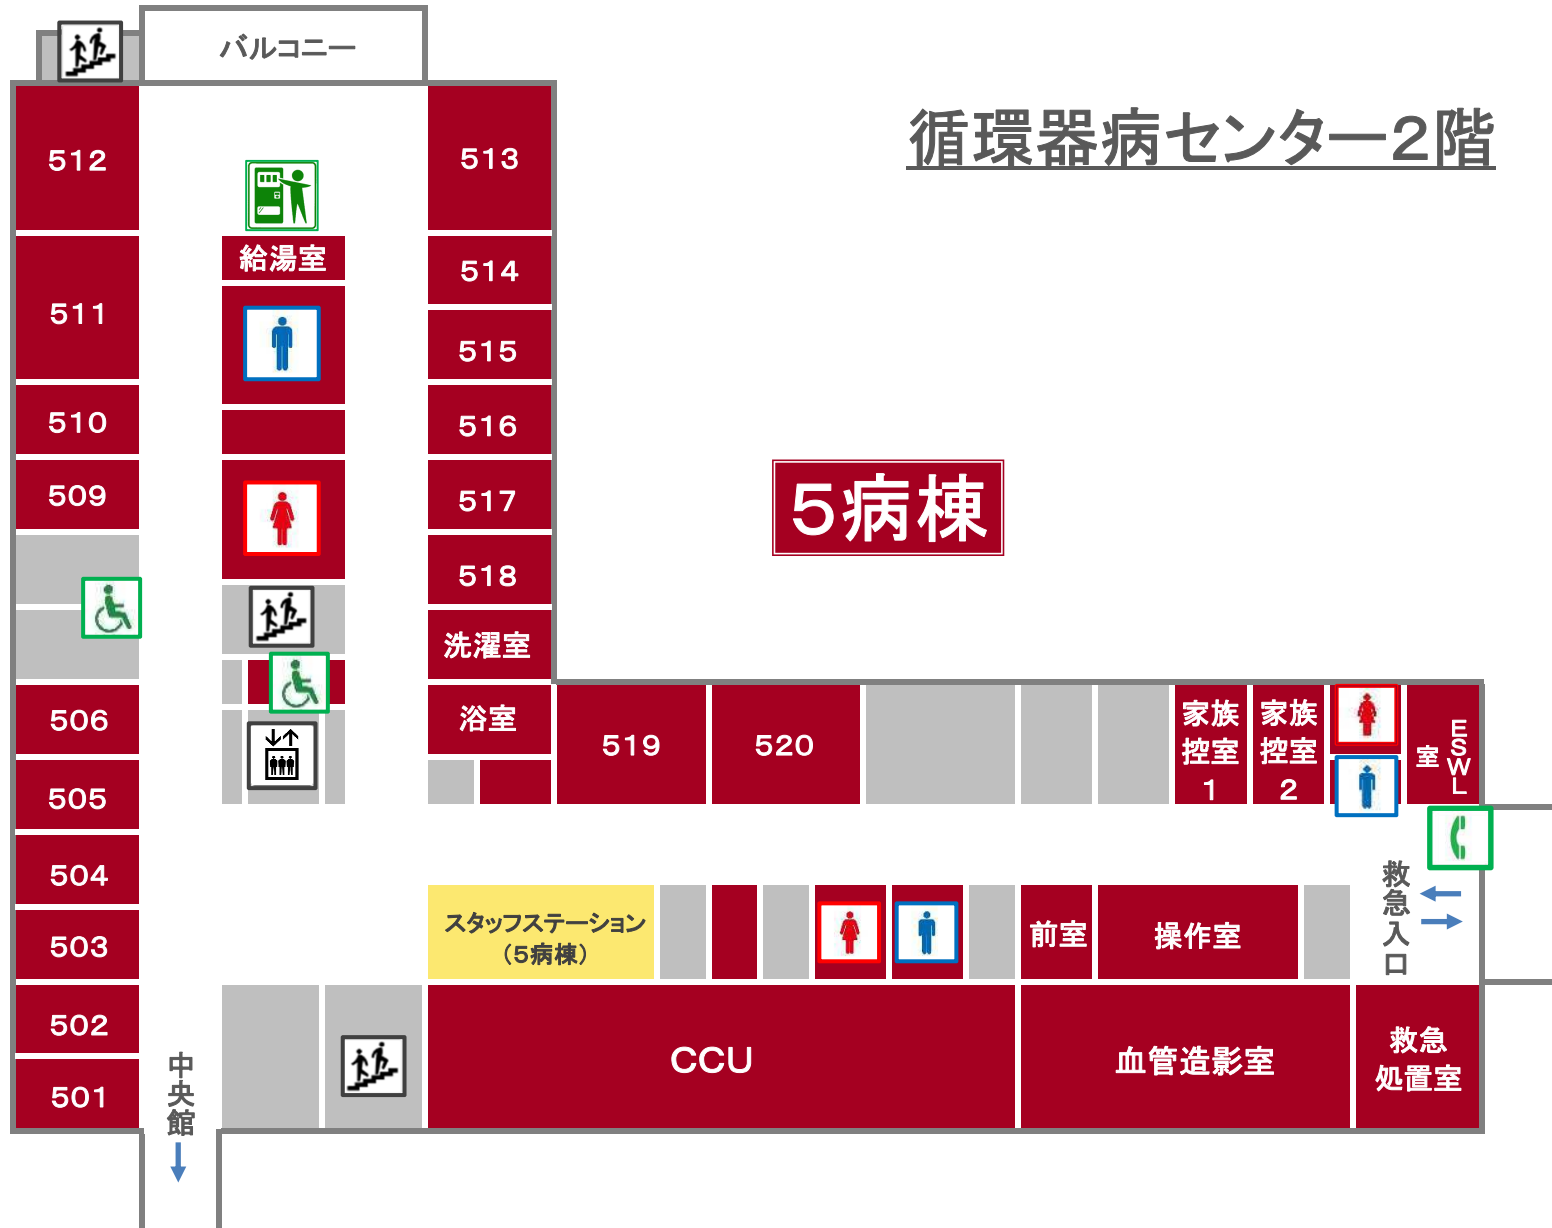 バルコニー
循環器病センター2階
512
513
給湯室
514
511
515
510
516
509
517
5病棟
518
洗濯室
506
浴室
519
520
家族
控室
1
家族
控室
2
ESWL
室
505
504
スタッフステーション
(5病棟)
前室
操作室
救急入口
503
502
CCU
血管造影室
救急
処置室
501
中央館